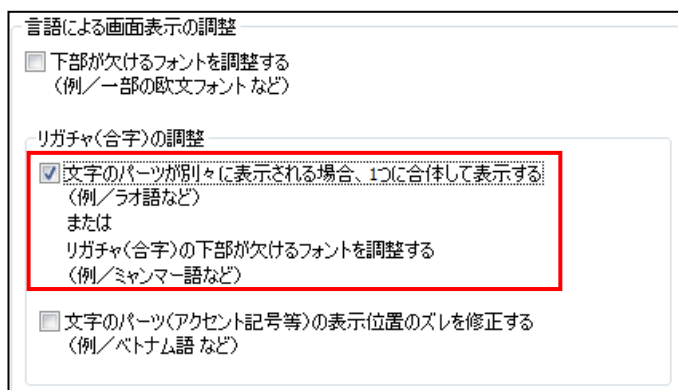 言語による画面表示の調整
下部が欠けるフォントを調整する
(例／一部の欧文フォント など)
リガチャ(合字)の調整
文字のパーツが別々に表示される場合、1つに合体して表示する
(例／ラオ語など)
または
リガチャ(合字)の下部が欠けるフォントを調整する
(例／ミャンマー語など)
文字のパーツ(アクセント記号等)の表示位置のズレを修正する
(例／ベトナム語 など)